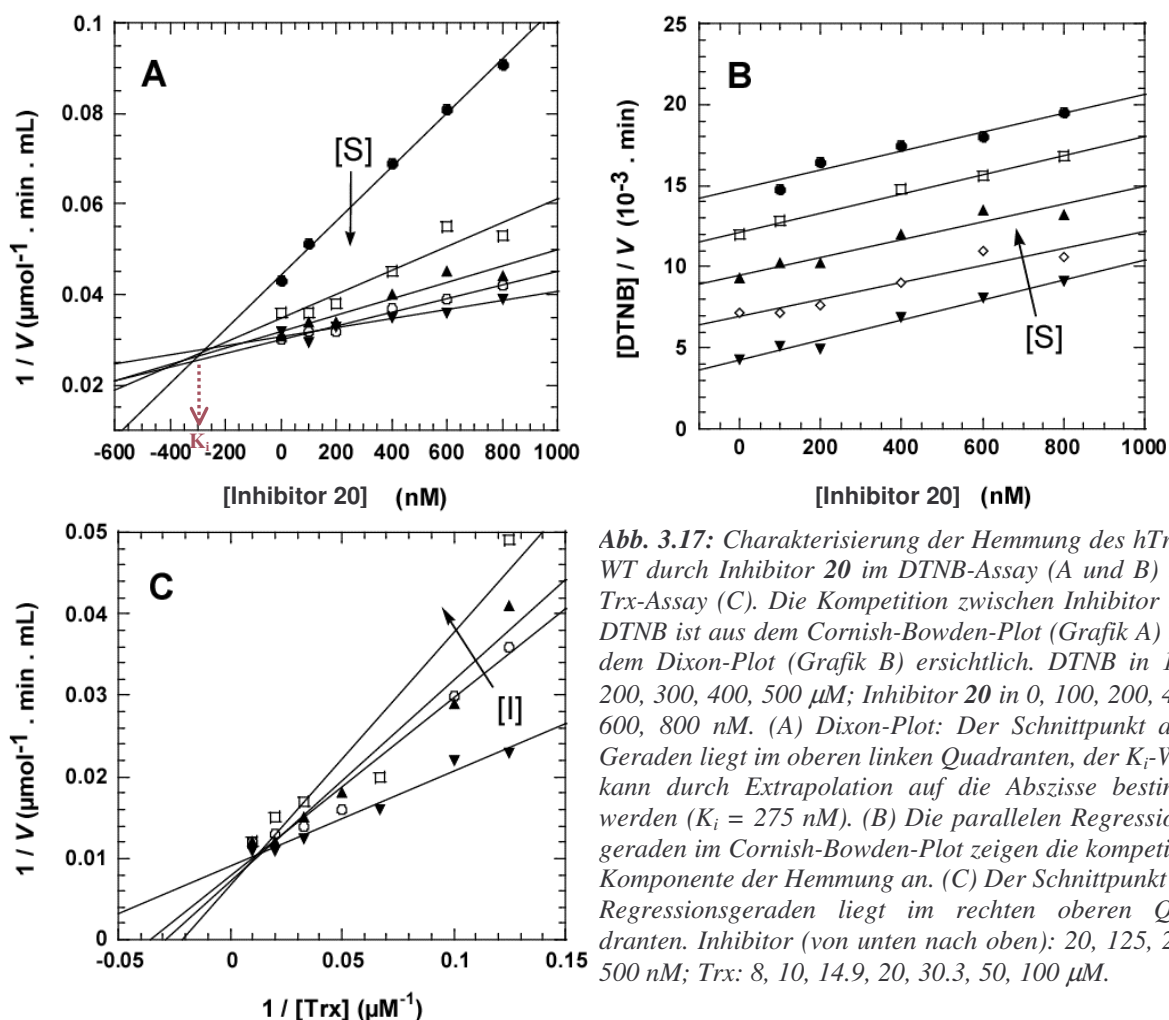 0.1
0.08
0.06
0.04
0.02
A
[S]
1 / V (µmol⁻¹ . min . mL)
Kᵢ
-600 -400 -200 0 200 400 600 800 1000
[Inhibitor 20] (nM)
25
20
15
10
5
0
B
[S]
[DTNB] / V (10⁻³ . min)
0 200 400 600 800 1000
[Inhibitor 20] (nM)
0.05
0.04
0.03
0.02
0.01
0
C
[I]
1 / V (µmol⁻¹ . min . mL)
-0.05 0 0.05 0.1 0.15
1 / [Trx] (µM⁻¹)
Abb. 3.17: Charakterisierung der Hemmung des
WT durch Inhibitor 20 im DTNB-Assay (A und B)
Trx-Assay (C). Die Kompetition zwischen Inhibitor
DTNB ist aus dem Cornish-Bowden-Plot (Grafik A)
dem Dixon-Plot (Grafik B) ersichtlich. DTNB in
200, 300, 400, 500 µM; Inhibitor 20 in 0, 100, 200,
600, 800 nM. (A) Dixon-Plot: Der Schnittpunkt
Geraden liegt im oberen linken Quadranten, der
kann durch Extrapolation auf die Abszisse
werden (Kᵢ = 275 nM). (B) Die parallelen
geraden im Cornish-Bowden-Plot zeigen die
Komponente der Hemmung an. (C) Der Schnittpunkt
Regressionsgeraden liegt im rechten oberen
dranten. Inhibitor (von unten nach oben): 20, 125,
500 nM; Trx: 8, 10, 14.9, 20, 30.3, 50, 100 µM.